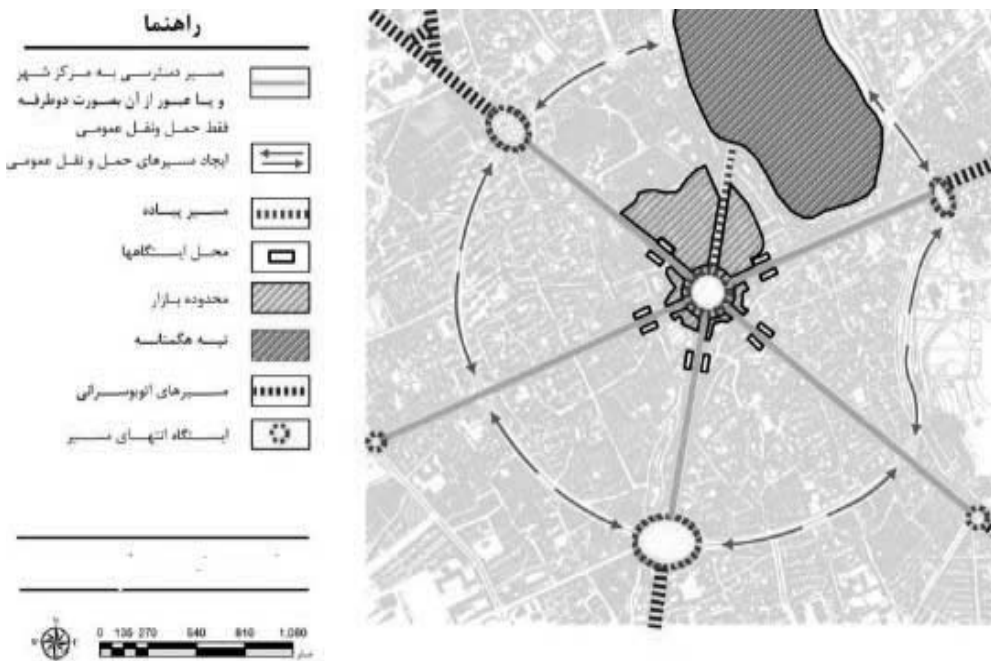 راهنما
مسیر دسترسی به مرکز شهر
و یا عبور از آن بصورت دوطرفه
فقط حمل ونقل عمومی
ایجاد مسیرهای حمل و نقل عمومی
مسیر پیاده
محل ایستگاهها
محدوده بازار
تپه هگمتانه
مسیرهای اتوبوسرانی
ایستگاه انتهای مسیر
0 135 270 540 810 1,080
متر